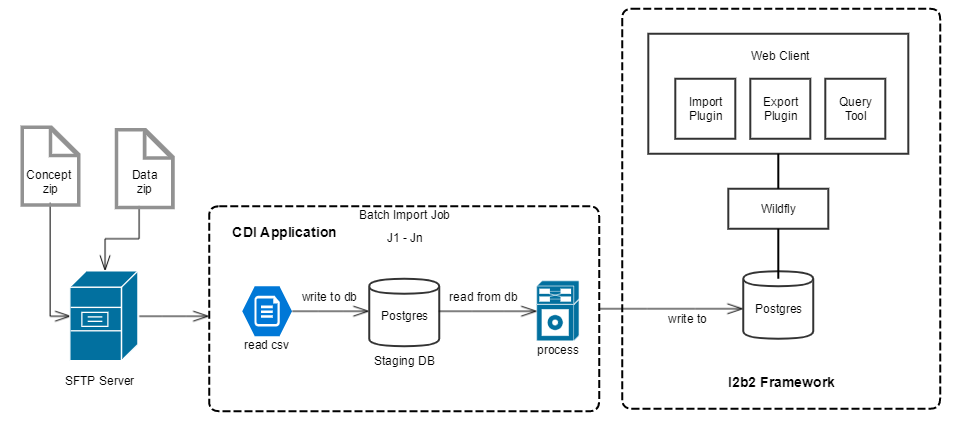 Concept
zip
Data
zip
SFTP Server
CDI Application
Batch Import Job
J1 - Jn
read csv
write to db
Postgres
Staging DB
read from db
process
write to
Web Client
Import
Plugin
Export
Plugin
Query
Tool
Wildfly
Postgres
I2b2 Framework